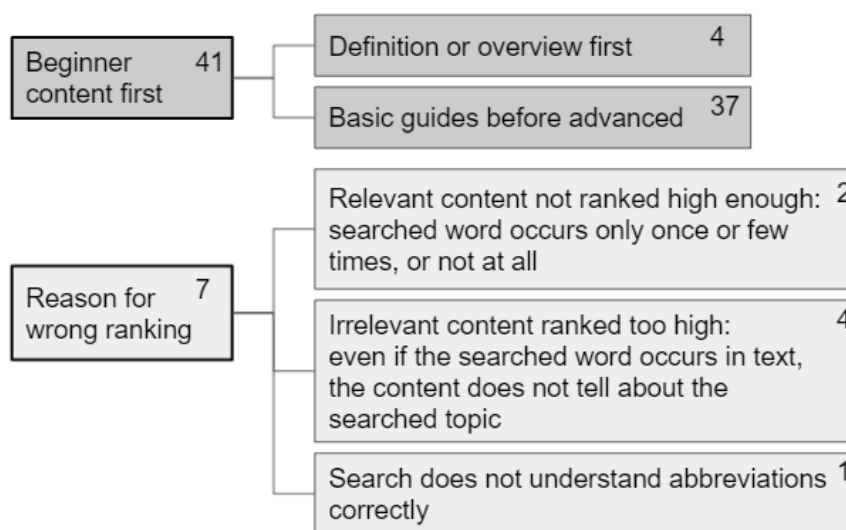 Beginner 41
content first
Definition or overview first 4
Basic guides before advanced 37
Reason for 7
wrong ranking
Relevant content not ranked high enough: 2
searched word occurs only once or few
times, or not at all
Irrelevant content ranked too high: 4
even if the searched word occurs in text,
the content does not tell about the
searched topic
Search does not understand abbreviations 1
correctly